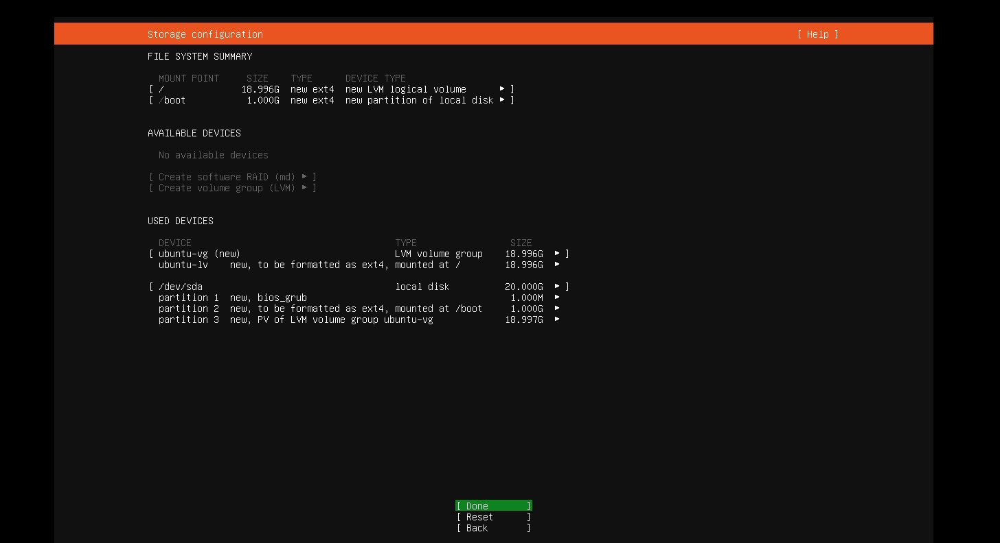 Storage configuration [ Help ]
FILE SYSTEM SUMMARY
MOUNT POINT SIZE TYPE DEVICE TYPE
[ / 18.996G new ext4 new LVM logical volume ▸ ]
[ /boot 1.000G new ext4 new partition of local disk ▸ ]
AVAILABLE DEVICES
No available devices
[ Create software RAID (md) ▸ ]
[ Create volume group (LVM) ▸ ]
USED DEVICES
DEVICE TYPE SIZE
[ ubuntu-vg (new) LVM volume group 18.996G ▸ ]
ubuntu-lv new, to be formatted as ext4, mounted at / 18.996G ▸
[ /dev/sda local disk 20.000G ▸ ]
partition 1 new, bios_grub 1.000M ▸
partition 2 new, to be formatted as ext4, mounted at /boot 1.000G ▸
partition 3 new, PV of LVM volume group ubuntu-vg 18.997G ▸
[ Done ]
[ Reset ]
[ Back ]